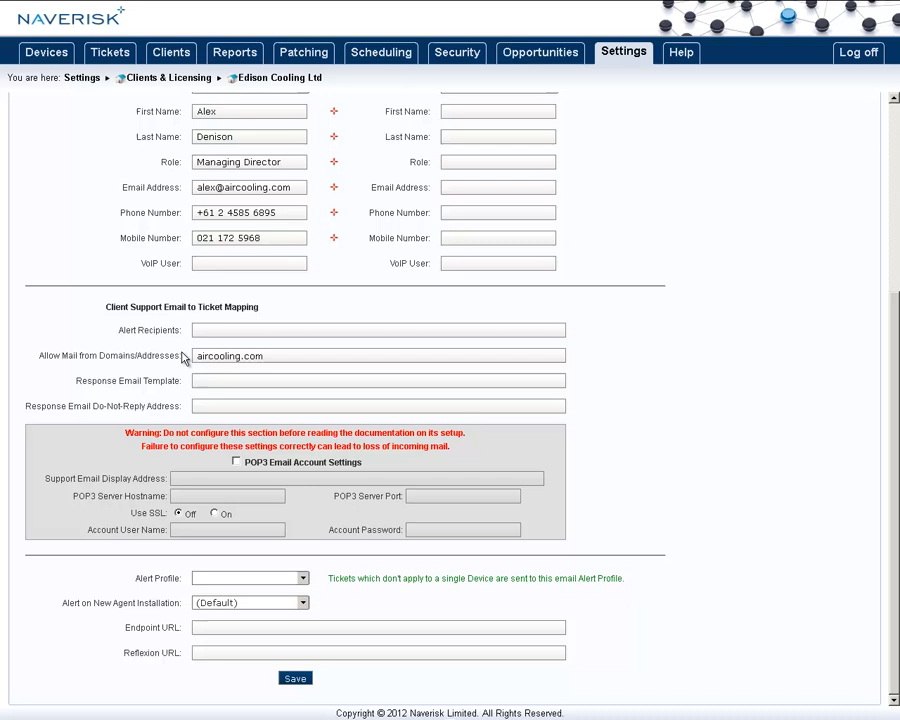 NAVERISK
Devices Tickets Clients Reports Patching Scheduling Security Opportunities Settings Help Log off
You are here: Settings ▸ Clients & Licensing ▸ Edison Cooling Ltd
First Name: Alex First Name:
Last Name: Denison Last Name:
Role: Managing Director Role:
Email Address: alex@aircooling.com Email Address:
Phone Number: +61 2 4585 6895 Phone Number:
Mobile Number: 021 172 5968 Mobile Number:
VoIP User: VoIP User:
Client Support Email to Ticket Mapping
Alert Recipients:
Allow Mail from Domains/Addresses: aircooling.com
Response Email Template:
Response Email Do-Not-Reply Address:
Warning: Do not configure this section before reading the documentation on its setup.
Failure to configure these settings correctly can lead to loss of incoming mail.
POP3 Email Account Settings
Support Email Display Address:
POP3 Server Hostname: POP3 Server Port:
Use SSL: Off On
Account User Name: Account Password:
Alert Profile: Tickets which don't apply to a single Device are sent to this email Alert Profile.
Alert on New Agent Installation: (Default)
Endpoint URL:
Reflexion URL:
Save
Copyright © 2012 Naverisk Limited. All Rights Reserved.